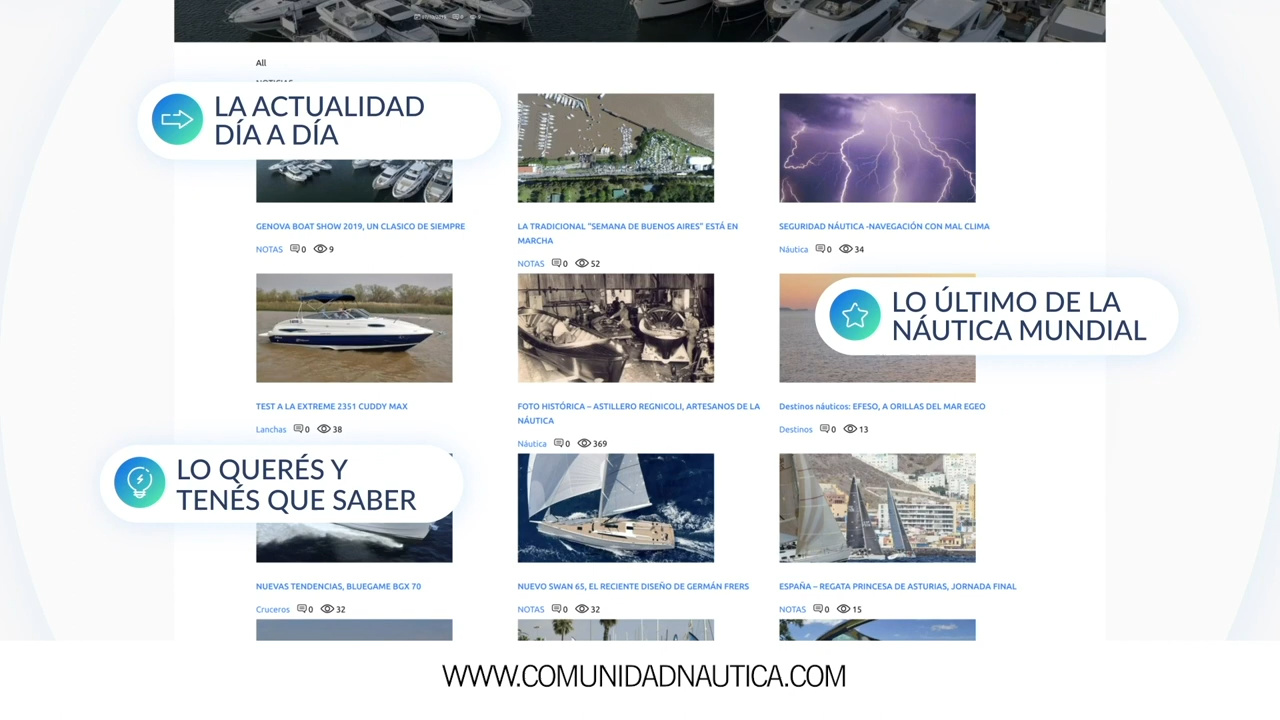 All
LA ACTUALIDAD
DÍA A DÍA
GENOVA BOAT SHOW 2019, UN CLASICO DE SIEMPRE
NOTAS 0 9
LA TRADICIONAL "SEMANA DE BUENOS AIRES" ESTÁ EN
MARCHA
NOTAS 0 52
SEGURIDAD NÁUTICA -NAVEGACIÓN CON MAL CLIMA
Náutica 0 34
LO ÚLTIMO DE LA
NÁUTICA MUNDIAL
TEST A LA EXTREME 2351 CUDDY MAX
Lanchas 0 38
FOTO HISTÓRICA – ASTILLERO REGNICOLI, ARTESANOS DE LA
NÁUTICA
Náutica 0 369
Destinos náuticos: EFESO, A ORILLAS DEL MAR EGEO
Destinos 0 13
LO QUERÉS Y
TENÉS QUE SABER
NUEVAS TENDENCIAS, BLUEGAME BGX 70
Cruceros 0 32
NUEVO SWAN 65, EL RECIENTE DISEÑO DE GERMÁN FRERS
NOTAS 0 32
ESPAÑA – REGATA PRINCESA DE ASTURIAS, JORNADA FINAL
NOTAS 0 15
WWW.COMUNIDADNAUTICA.COM